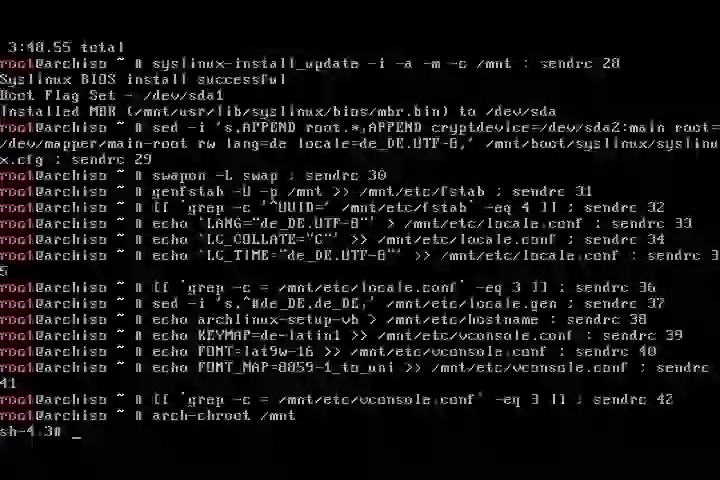 3:48.55 total
root@archiso ~ # syslinux-install_update -i -a -m -c /mnt ; sendrc 28
Syslinux BIOS install successful
Boot Flag Set - /dev/sda1
Installed MBR (/mnt/usr/lib/syslinux/bios/mbr.bin) to /dev/sda
root@archiso ~ # sed -i 's,APPEND root.*,APPEND cryptdevice=/dev/sda2:main root=
/dev/mapper/main-root rw lang=de locale=de_DE.UTF-8,' /mnt/boot/syslinux/syslinu
x.cfg ; sendrc 29
root@archiso ~ # swapon -L swap ; sendrc 30
root@archiso ~ # genfstab -U -p /mnt >> /mnt/etc/fstab ; sendrc 31
root@archiso ~ # [[ `grep -c '^UUID=' /mnt/etc/fstab` -eq 4 ]] ; sendrc 32
root@archiso ~ # echo 'LANG="de_DE.UTF-8"' > /mnt/etc/locale.conf ; sendrc 33
root@archiso ~ # echo 'LC_COLLATE="C"' >> /mnt/etc/locale.conf ; sendrc 34
root@archiso ~ # echo 'LC_TIME="de_DE.UTF-8"' >> /mnt/etc/locale.conf ; sendrc 3
5
root@archiso ~ # [[ `grep -c = /mnt/etc/locale.conf` -eq 3 ]] ; sendrc 36
root@archiso ~ # sed -i 's,^#de_DE,de_DE,' /mnt/etc/locale.gen ; sendrc 37
root@archiso ~ # echo archlinux-setup-vb > /mnt/etc/hostname ; sendrc 38
root@archiso ~ # echo KEYMAP=de-latin1 >> /mnt/etc/vconsole.conf ; sendrc 39
root@archiso ~ # echo FONT=lat9w-16 >> /mnt/etc/vconsole.conf ; sendrc 40
root@archiso ~ # echo FONT_MAP=8859-1_to_uni >> /mnt/etc/vconsole.conf ; sendrc
41
root@archiso ~ # [[ `grep -c = /mnt/etc/vconsole.conf` -eq 3 ]] ; sendrc 42
root@archiso ~ # arch-chroot /mnt
sh-4.3# _